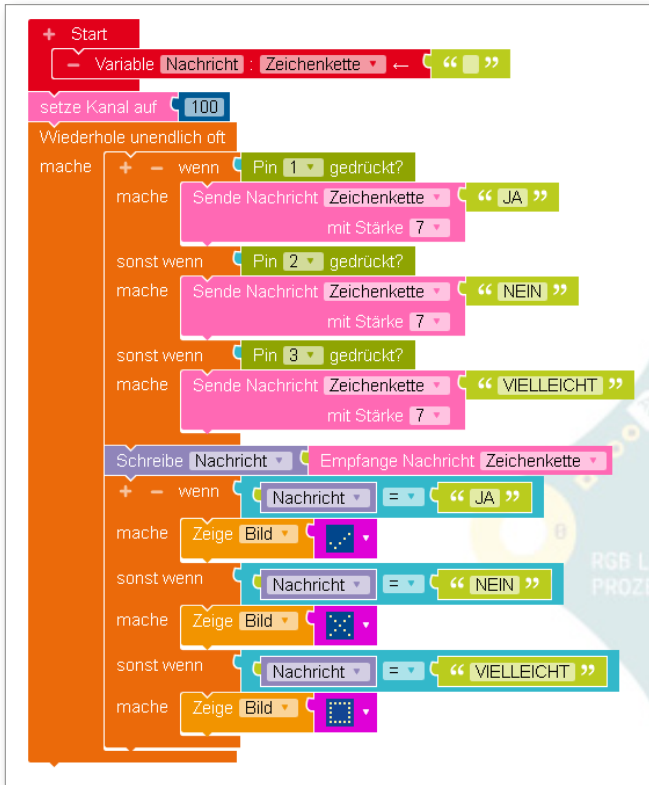 + Start
− Variable Nachricht : Zeichenkette ▾ ← “ ”
setze Kanal auf 100
Wiederhole unendlich oft
mache + − wenn Pin 1 ▾ gedrückt?
mache Sende Nachricht Zeichenkette ▾ “ JA ”
mit Stärke 7 ▾
sonst wenn Pin 2 ▾ gedrückt?
mache Sende Nachricht Zeichenkette ▾ “ NEIN ”
mit Stärke 7 ▾
sonst wenn Pin 3 ▾ gedrückt?
mache Sende Nachricht Zeichenkette ▾ “ VIELLEICHT ”
mit Stärke 7 ▾
Schreibe Nachricht ▾ Empfange Nachricht Zeichenkette ▾
+ − wenn Nachricht ▾ = ▾ “ JA ”
mache Zeige Bild ▾
sonst wenn Nachricht ▾ = ▾ “ NEIN ”
mache Zeige Bild ▾
sonst wenn Nachricht ▾ = ▾ “ VIELLEICHT ”
mache Zeige Bild ▾
0
RGB